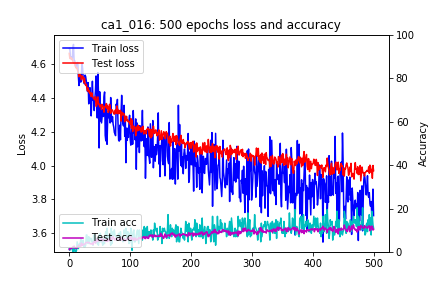 ca1_016: 500 epochs loss and accuracy
Train loss
Test loss
Train acc
Test acc
Loss
4.6
4.4
4.2
4.0
3.8
3.6
Accuracy
100
80
60
40
20
0
0
100
200
300
400
500